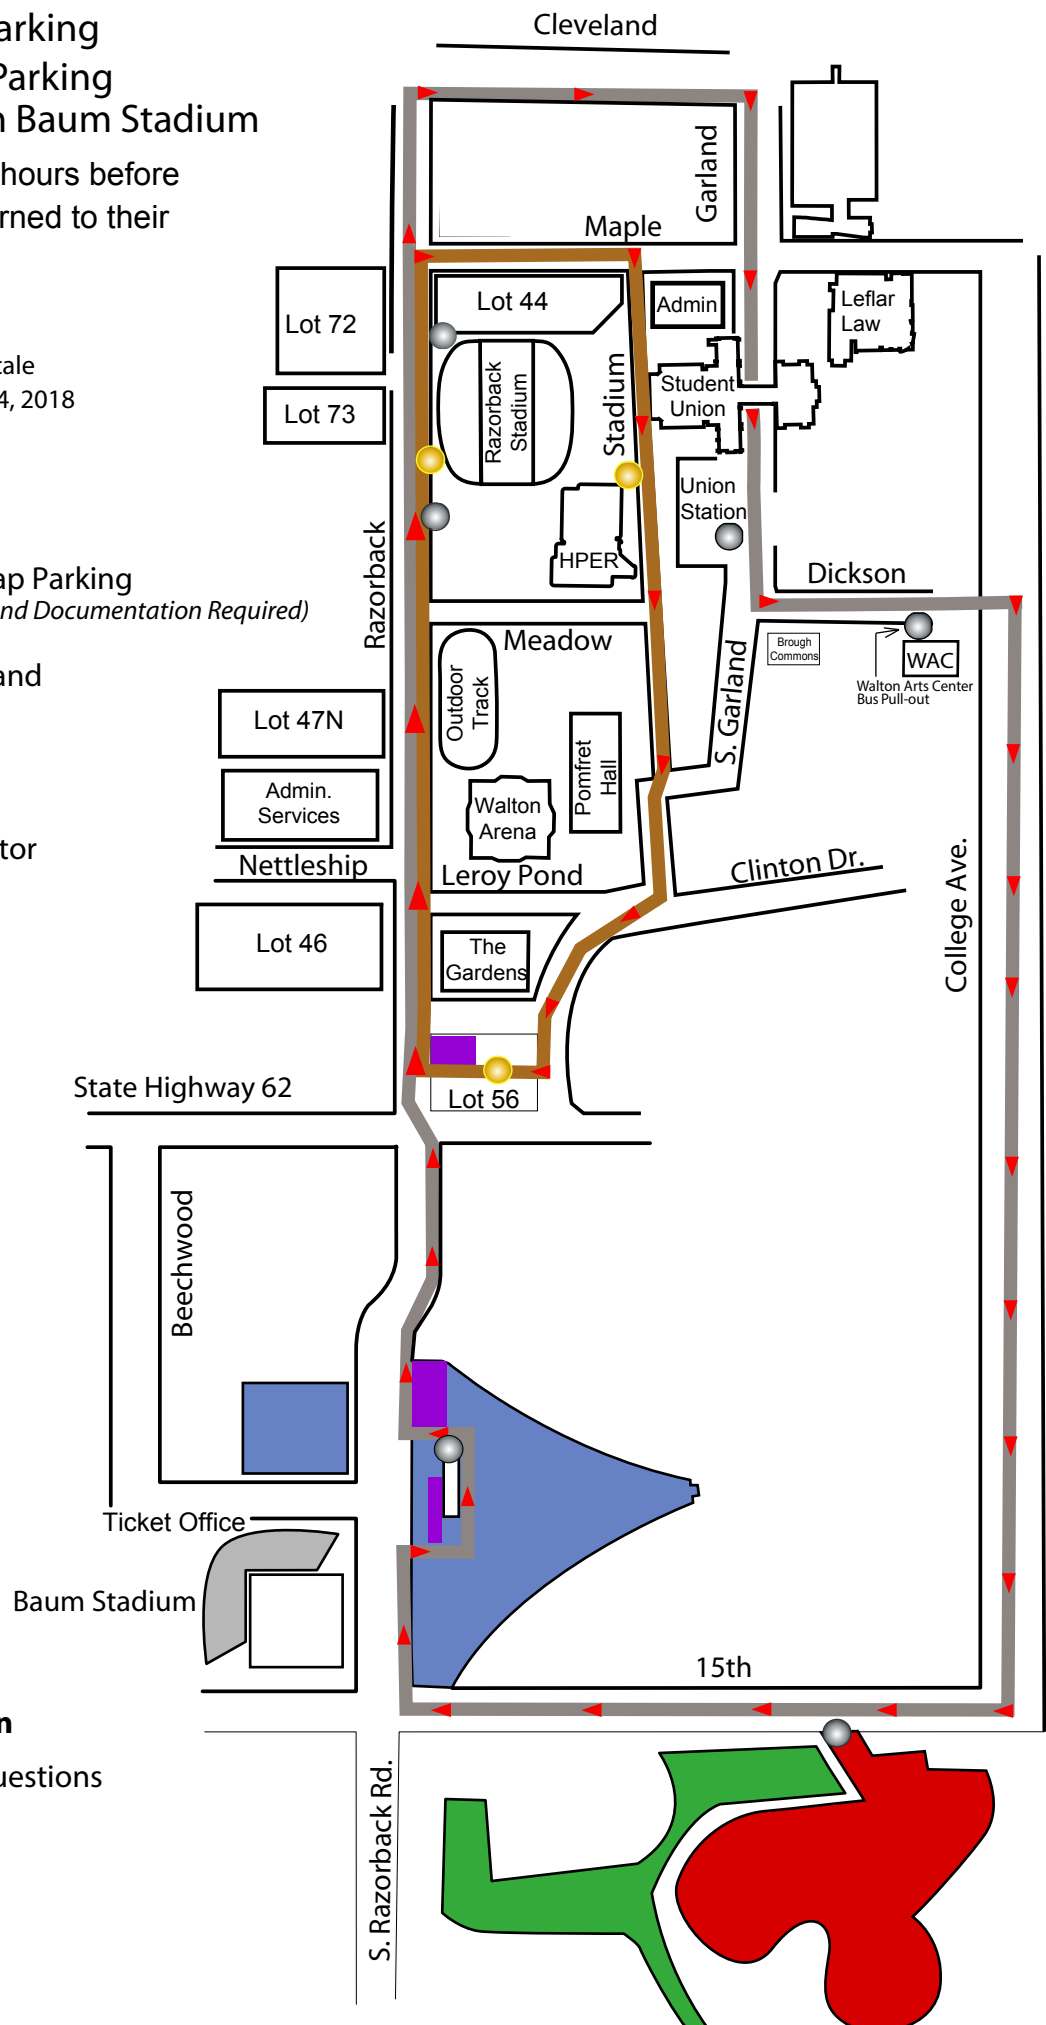 arking
Parking
n Baum Stadium
hours before
rned to their
cale
4, 2018
ap Parking
nd Documentation Required)
and
tor
n
uestions
Cleveland
Garland
Maple
Lot 44
Admin
Leflar
Law
Lot 72
Lot 73
Razorback
Stadium
Stadium
Student
Union
Union
Station
HPER
Dickson
Razorback
Meadow
Outdoor
Track
Brough
Commons
WAC
Walton Arts Center
Bus Pull-out
S. Garland
Lot 47N
Admin.
Services
Pomfret
Hall
Walton
Arena
Nettleship
Leroy Pond
Clinton Dr.
College Ave.
Lot 46
The
Gardens
State Highway 62
Lot 56
Beechwood
Ticket Office
Baum Stadium
15th
S. Razorback Rd.